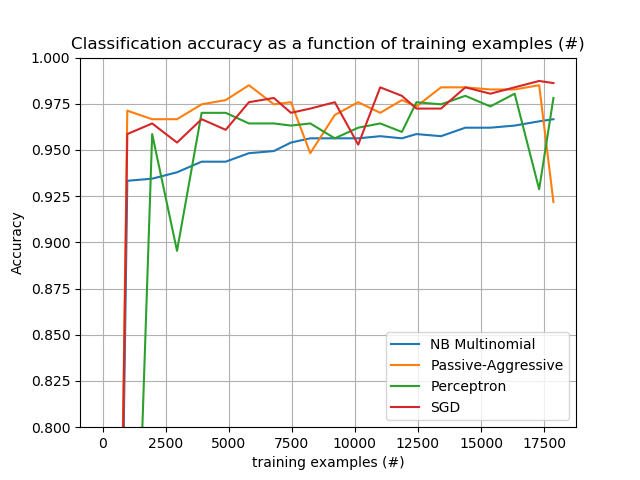 Classification accuracy as a function of training examples (#)
1.000
0.975
0.950
0.925
0.900
0.875
0.850
0.825
0.800
Accuracy
NB Multinomial
Passive-Aggressive
Perceptron
SGD
0 2500 5000 7500 10000 12500 15000 17500
training examples (#)